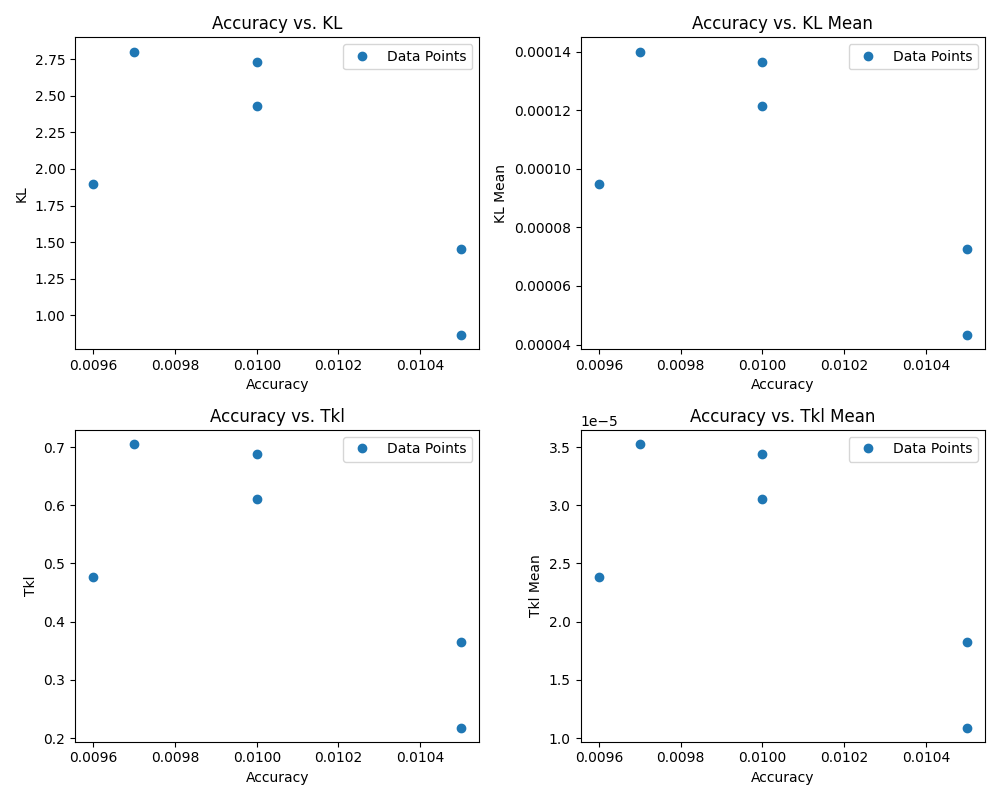 Accuracy vs. KL
Data Points
KL
2.75
2.50
2.25
2.00
1.75
1.50
1.25
1.00
0.0096 0.0098 0.0100 0.0102 0.0104
Accuracy
Accuracy vs. KL Mean
Data Points
KL Mean
0.00014
0.00012
0.00010
0.00008
0.00006
0.00004
0.0096 0.0098 0.0100 0.0102 0.0104
Accuracy
Accuracy vs. Tkl
Data Points
Tkl
0.7
0.6
0.5
0.4
0.3
0.2
0.0096 0.0098 0.0100 0.0102 0.0104
Accuracy
Accuracy vs. Tkl Mean
1e−5
Data Points
Tkl Mean
3.5
3.0
2.5
2.0
1.5
1.0
0.0096 0.0098 0.0100 0.0102 0.0104
Accuracy